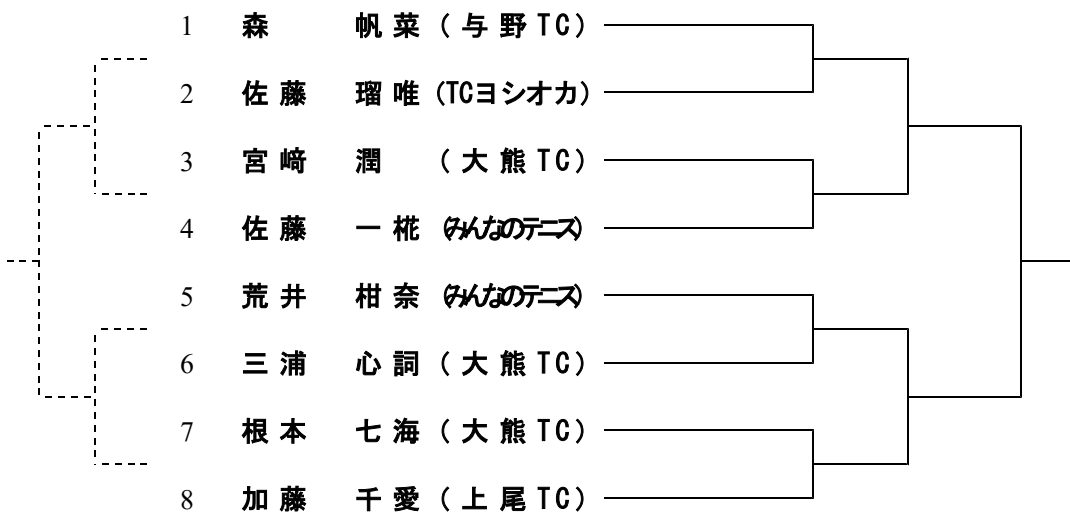 1 森 帆菜 (与野TC)
2 佐藤 瑠唯 (TCヨシオカ)
3 宮﨑 潤 (大熊TC)
4 佐藤 一椛 (みんなのテニス)
5 荒井 柑奈 (みんなのテニス)
6 三浦 心詞 (大熊TC)
7 根本 七海 (大熊TC)
8 加藤 千愛 (上尾TC)